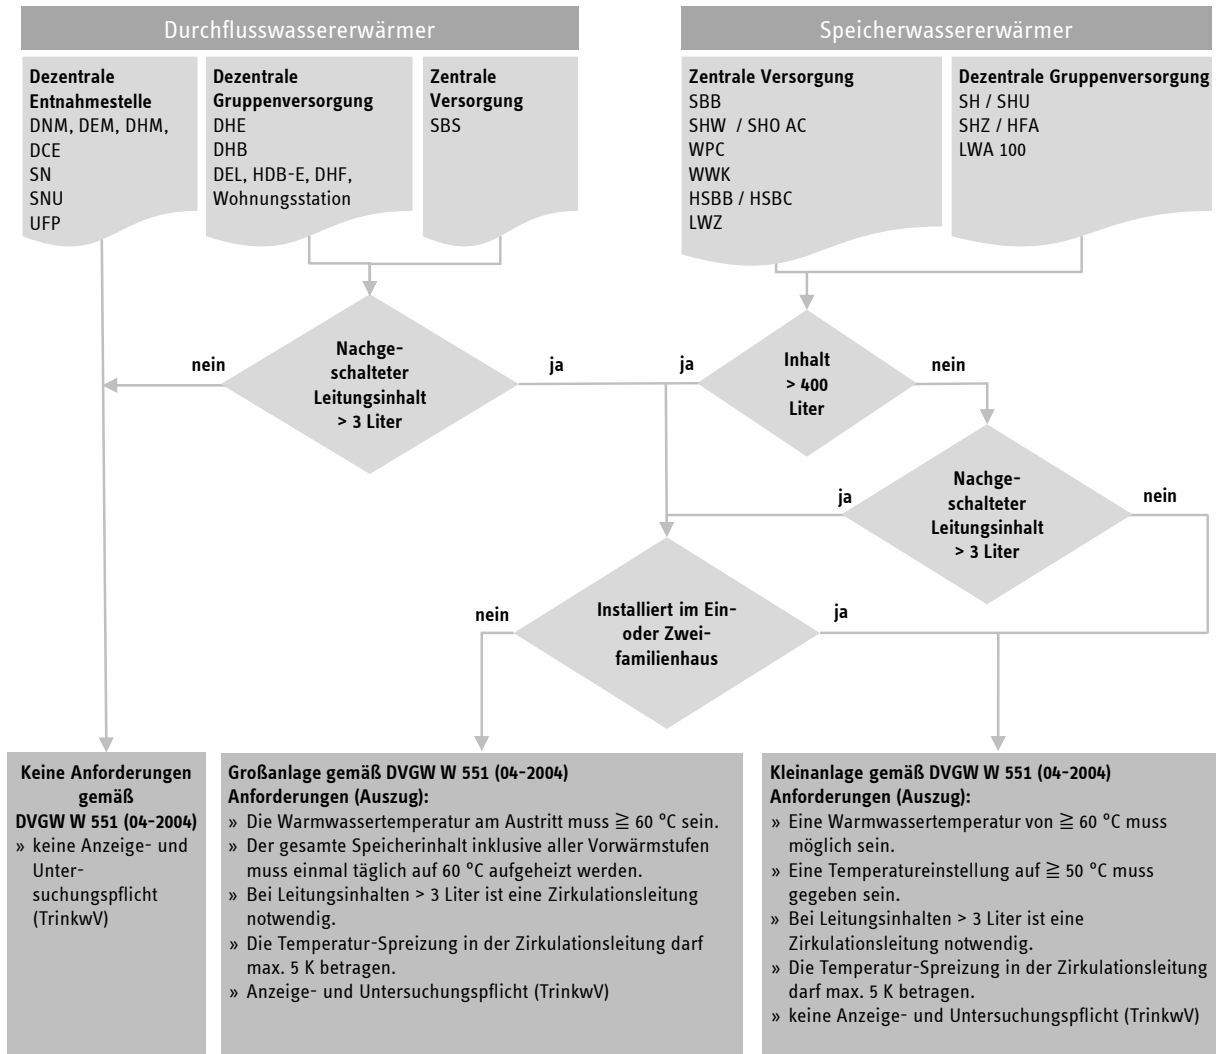 Durchflusswassererwärmer
Speicherwassererwärmer
Dezentrale
Entnahmestelle
DNM, DEM, DHM,
DCE
SN
SNU
UFP
Dezentrale
Gruppenversorgung
DHE
DHB
DEL, HDB-E, DHF,
Wohnungsstation
Zentrale
Versorgung
SBS
Zentrale Versorgung
SBB
SHW / SHO AC
WPC
WWK
HSBB / HSBC
LWZ
Dezentrale Gruppenversorgung
SH / SHU
SHZ / HFA
LWA 100
nein
Nachge-
schalteter
Leitungsinhalt
> 3 Liter
ja
ja
Inhalt
> 400
Liter
nein
ja
Nachge-
schalteter
Leitungsinhalt
> 3 Liter
nein
nein
Installiert im Ein-
oder Zwei-
familienhaus
ja
Keine Anforderungen
gemäß
DVGW W 551 (04-2004)
» keine Anzeige- und
Unter-
suchungspflicht
(TrinkwV)
Großanlage gemäß DVGW W 551 (04-2004)
Anforderungen (Auszug):
» Die Warmwassertemperatur am Austritt muss ≧ 60 °C sein.
» Der gesamte Speicherinhalt inklusive aller Vorwärmstufen
muss einmal täglich auf 60 °C aufgeheizt werden.
» Bei Leitungsinhalten > 3 Liter ist eine Zirkulationsleitung
notwendig.
» Die Temperatur-Spreizung in der Zirkulationsleitung darf
max. 5 K betragen.
» Anzeige- und Untersuchungspflicht (TrinkwV)
Kleinanlage gemäß DVGW W 551 (04-2004)
Anforderungen (Auszug):
» Eine Warmwassertemperatur von ≧ 60 °C muss
möglich sein.
» Eine Temperatureinstellung auf ≧ 50 °C muss
gegeben sein.
» Bei Leitungsinhalten > 3 Liter ist eine
Zirkulationsleitung notwendig.
» Die Temperatur-Spreizung in der Zirkulationsleitung
darf max. 5 K betragen.
» keine Anzeige- und Untersuchungspflicht (TrinkwV)